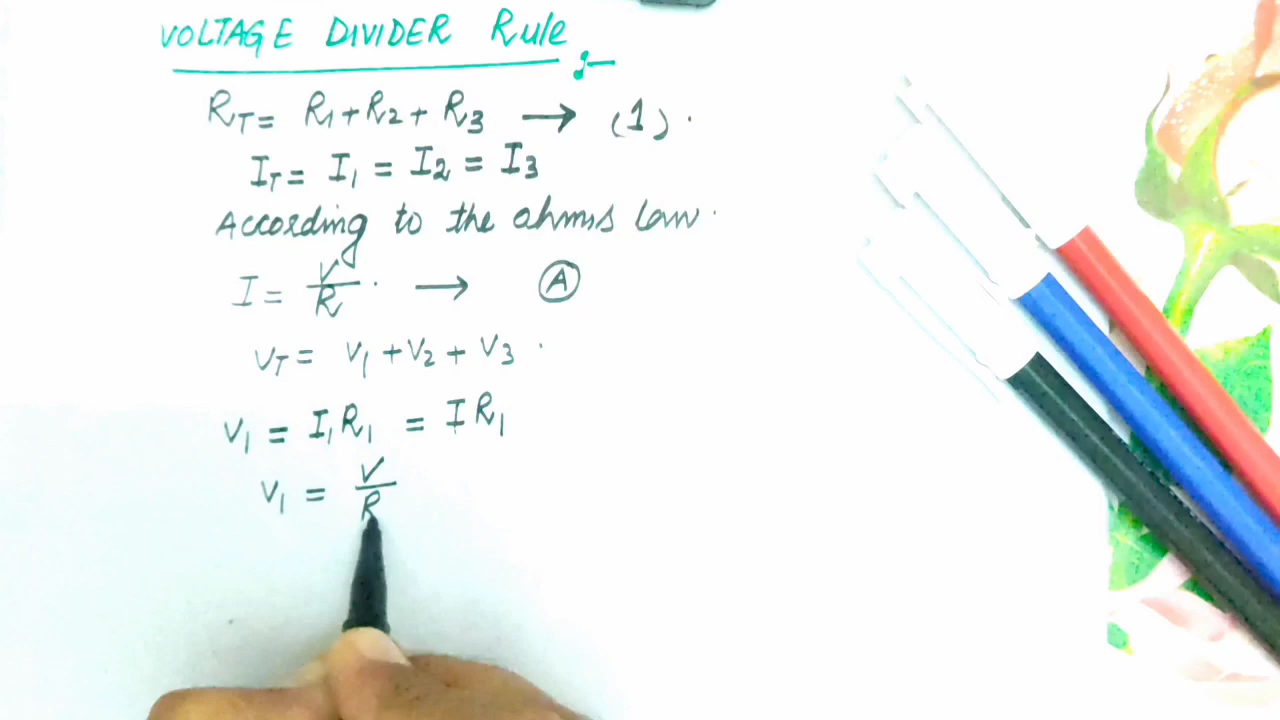 VOLTAGE DIVIDER Rule :-
RT = R1 + R2 + R3 → (1).
IT = I1 = I2 = I3
According to the ohms law.
I = V/R . → (A)
VT = V1 + V2 + V3 .
V1 = I1R1 = IR1
V1 = V/R